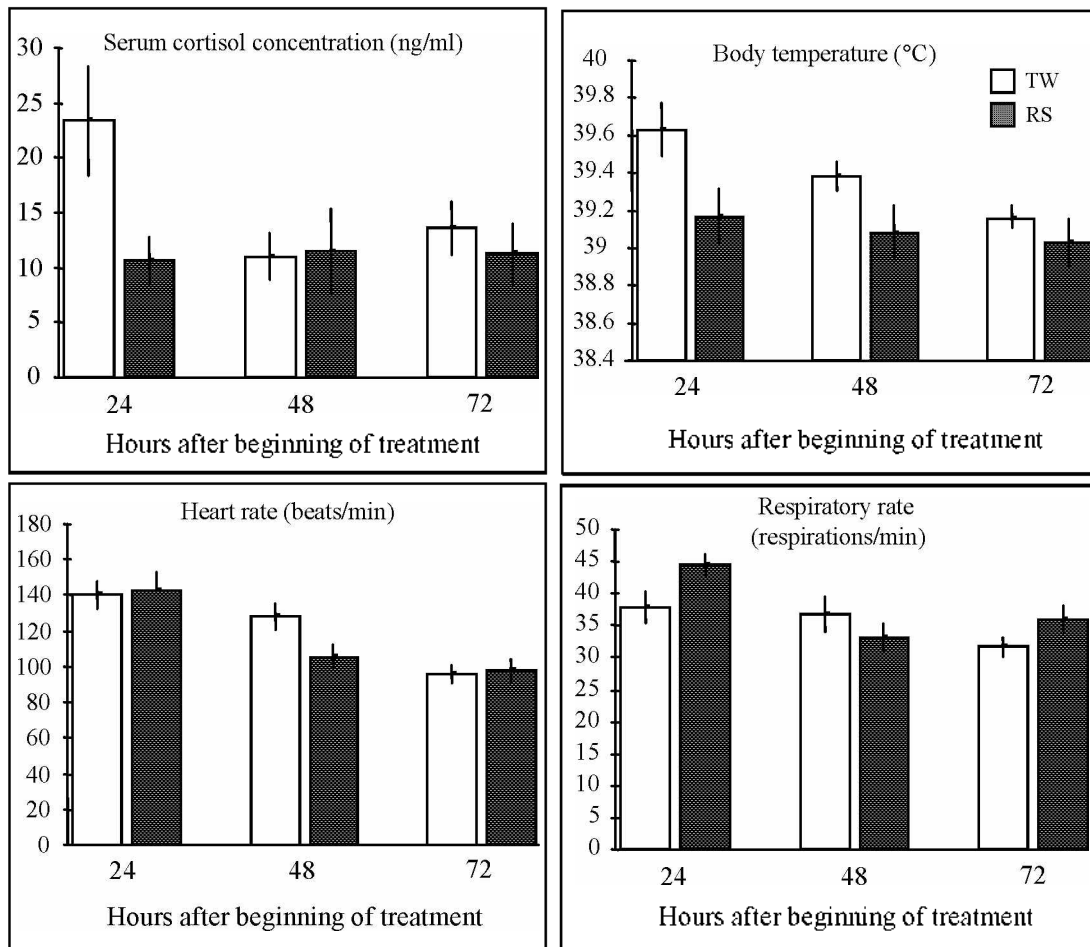 Serum cortisol concentration (ng/ml)
30
25
20
15
10
5
0
24 48 72
Hours after beginning of treatment
Body temperature (°C)
TW
RS
40
39.8
39.6
39.4
39.2
39
38.8
38.6
38.4
24 48 72
Hours after beginning of treatment
Heart rate (beats/min)
180
160
140
120
100
80
60
40
20
0
24 48 72
Hours after beginning of treatment
Respiratory rate
(respirations/min)
50
45
40
35
30
25
20
15
10
5
0
24 48 72
Hours after beginning of treatment